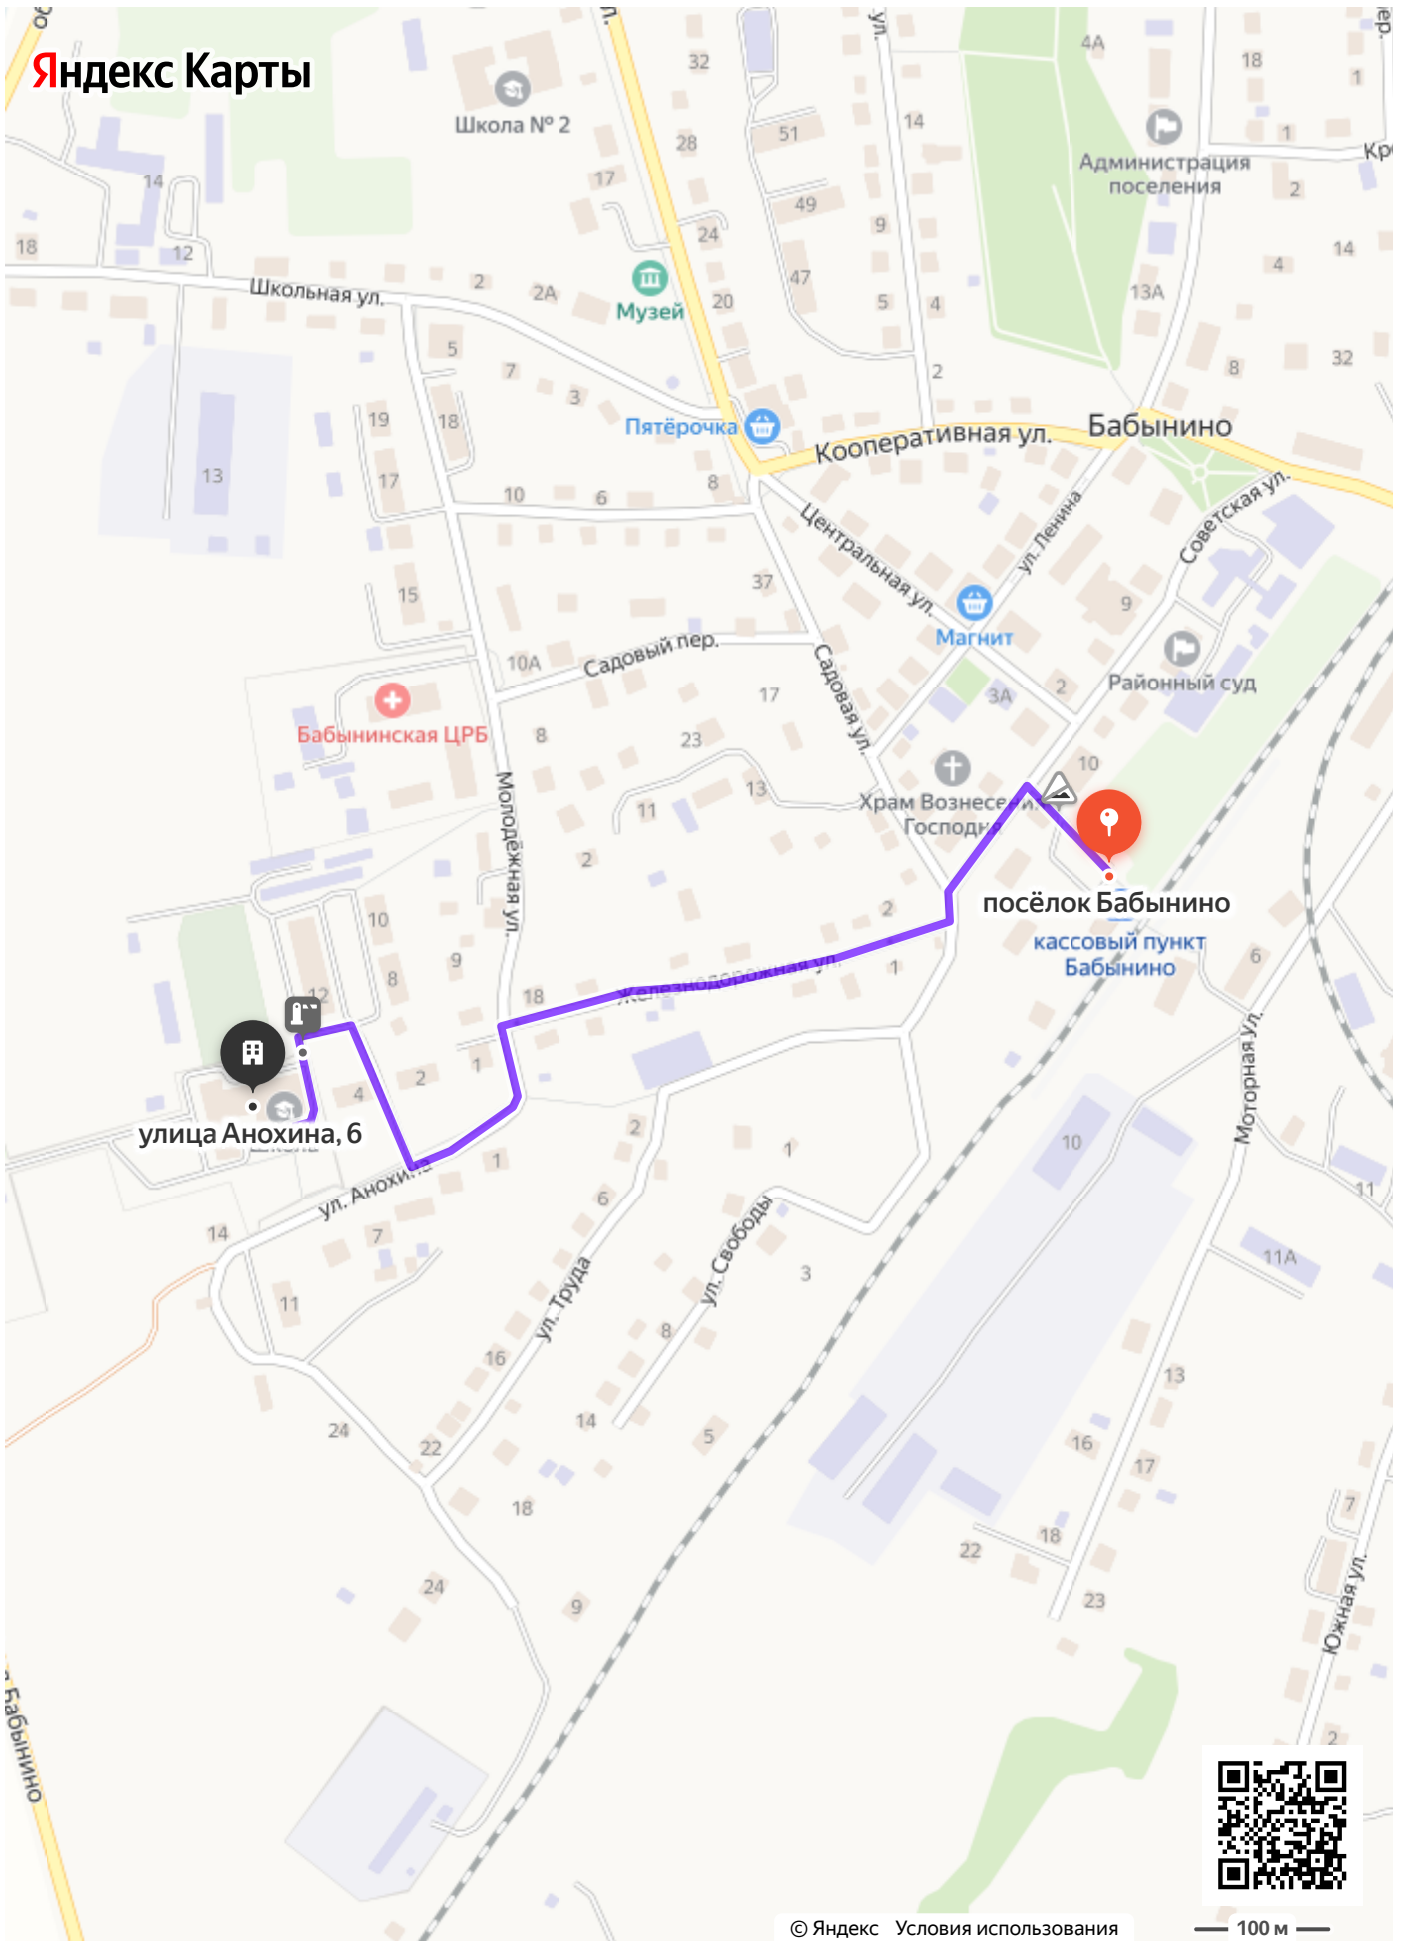 Яндекс Карты
ул.
4А
18
1
32
Школа № 2
14
28
51
1
Администрация
поселения
2
14
17
49
9
18
12
24
14
4
Школьная ул.
2
2А
47
5
4
13А
Музей
20
5
7
3
2
8
32
19
18
Пятёрочка
Кооперативная ул.
Бабынино
13
17
10
6
8
Советская ул.
Центральная ул.
ул. Ленина
37
15
9
Магнит
Садовый пер.
10А
Садовая ул.
17
3А
2
Районный суд
Бабынинская ЦРБ
8
23
10
Молодёжная ул.
11
13
Храм Вознесения
Господня
2
посёлок Бабынино
10
2
9
8
кассовый пункт
Бабынино
6
Железнодорожная ул.
1
12
18
Моторная ул.
1
2
4
улица Анохина, 6
2
1
10
1
ул. Анохина
6
11
14
7
ул. Свободы
3
11А
11
ул. Труда
8
16
13
24
14
5
22
16
17
18
7
22
18
24
9
23
Южная ул.
Бабынино
2
© Яндекс Условия использования
100 м